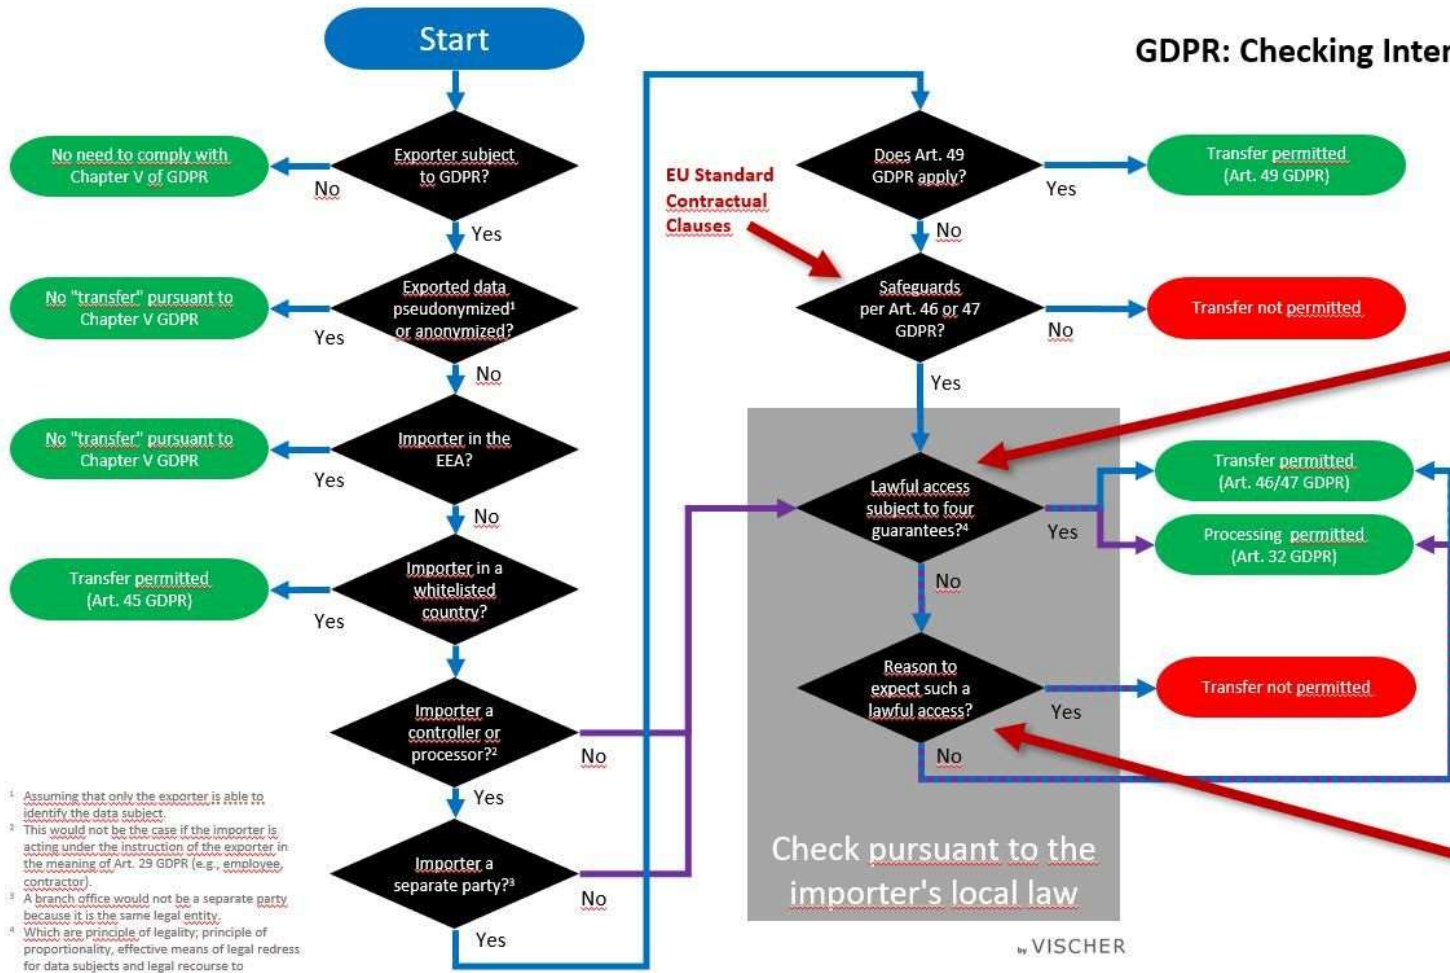 Start
GDPR: Checking Inter
No need to comply with
Chapter V of GDPR
No
Exporter subject
to GDPR?
Yes
No "transfer" pursuant to
Chapter V GDPR
Yes
Exported data
pseudonymized¹
or anonymized?
No
No "transfer" pursuant to
Chapter V GDPR
Yes
Importer in the
EEA?
No
Transfer permitted
(Art. 45 GDPR)
Yes
Importer in a
whitelisted
country?
Importer a
controller or
processor?²
No
Yes
Importer a
separate party?³
No
Yes
¹ Assuming that only the exporter is able to
identify the data subject.
² This would not be the case if the importer is
acting under the instruction of the exporter in
the meaning of Art. 29 GDPR (e.g., employee,
contractor).
³ A branch office would not be a separate party
because it is the same legal entity.
⁴ Which are principle of legality; principle of
proportionality, effective means of legal redress
for data subjects and legal recourse to
EU Standard
Contractual
Clauses
Does Art. 49
GDPR apply?
Yes
Transfer permitted
(Art. 49 GDPR)
No
Safeguards
per Art. 46 or 47
GDPR?
No
Transfer not permitted
Yes
Lawful access
subject to four
guarantees?⁴
Yes
Transfer permitted
(Art. 46/47 GDPR)
Processing permitted
(Art. 32 GDPR)
No
Reason to
expect such a
lawful access?
Yes
Transfer not permitted
No
Check pursuant to the
importer's local law
by VISCHER